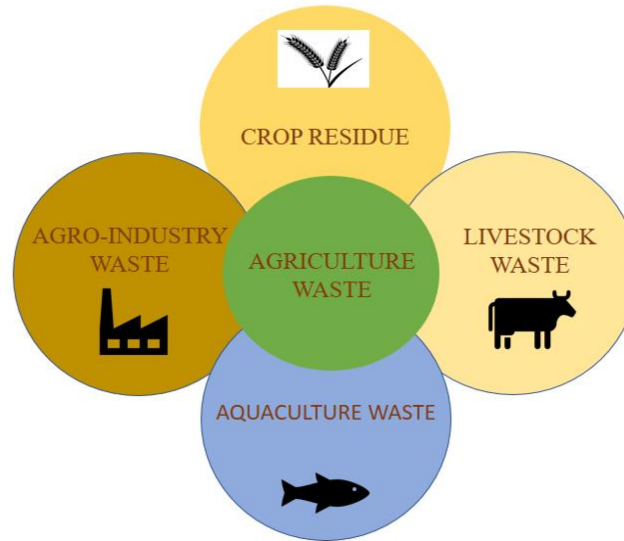 CROP RESIDUE
AGRO-INDUSTRY
WASTE
AGRICULTURE
WASTE
LIVESTOCK
WASTE
AQUACULTURE WASTE